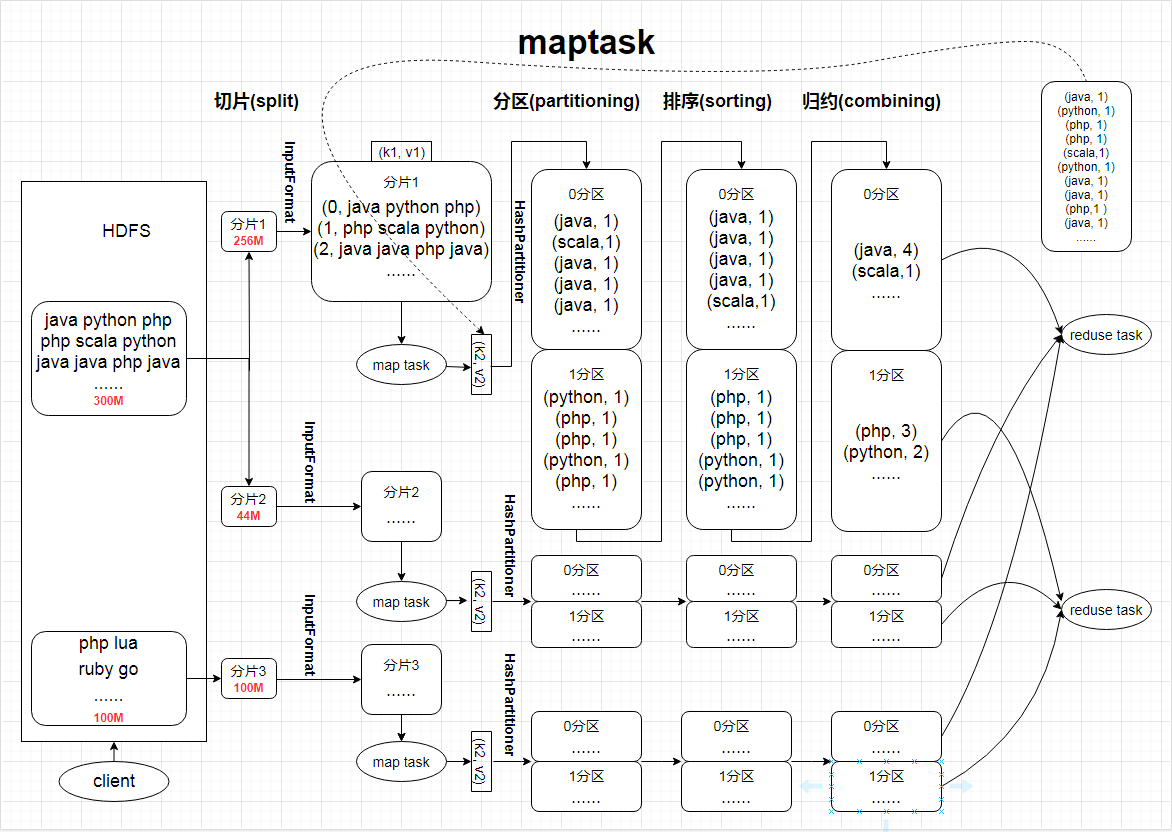 maptask
切片(split)
分区(partitioning)
排序(sorting)
归约(combining)
(java, 1)
(python, 1)
(php, 1)
(php, 1)
(scala,1)
(python, 1)
(java, 1)
(java, 1)
(php,1 )
(java, 1)
......
HDFS
java python php
php scala python
java java php java
......
300M
php lua
ruby go
......
100M
client
分片1
256M
分片2
44M
分片3
100M
InputFormat
(k1, v1)
分片1
(0, java python php)
(1, php scala python)
(2, java java php java)
......
map task
(k2, v2)
HashPartitioner
0分区
(java, 1)
(scala,1)
(java, 1)
(java, 1)
(java, 1)
......
1分区
(python, 1)
(php, 1)
(php, 1)
(python, 1)
(php, 1)
......
0分区
(java, 1)
(java, 1)
(java, 1)
(java, 1)
(scala,1)
......
1分区
(php, 1)
(php, 1)
(php, 1)
(python, 1)
(python, 1)
......
0分区
(java, 4)
(scala,1)
......
1分区
(php, 3)
(python, 2)
......
reduse task
InputFormat
分片2
......
map task
(k2, v2)
HashPartitioner
0分区
......
1分区
......
0分区
......
1分区
......
0分区
......
1分区
......
reduse task
InputFormat
分片3
......
map task
(k2, v2)
HashPartitioner
0分区
......
1分区
......
0分区
......
1分区
......
0分区
......
1分区
......